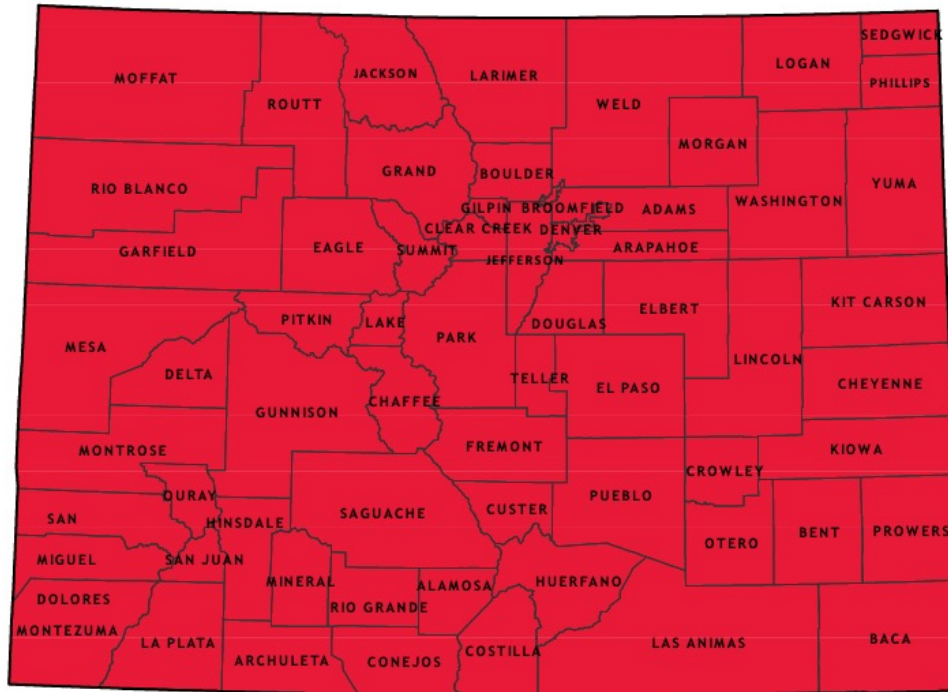 SEDGWICK
LOGAN
JACKSON
LARIMER
MOFFAT
PHILLIPS
ROUTT
WELD
MORGAN
GRAND
BOULDER
YUMA
RIO BLANCO
WASHINGTON
GILPIN
BROOMFIELD
ADAMS
CLEAR CREEK
DENVER
EAGLE
SUMMIT
ARAPAHOE
GARFIELD
JEFFERSON
KIT CARSON
ELBERT
PITKIN
LAKE
DOUGLAS
PARK
MESA
LINCOLN
DELTA
TELLER
CHEYENNE
EL PASO
CHAFFEE
GUNNISON
FREMONT
MONTROSE
KIOWA
CROWLEY
OURAY
PUEBLO
CUSTER
SAGUACHE
SAN
MIGUEL
HINSDALE
BENT
PROWERS
OTERO
SAN JUAN
MINERAL
ALAMOSA
HUERFANO
DOLORES
RIO GRANDE
MONTEZUMA
LA PLATA
LAS ANIMAS
BACA
COSTILLA
ARCHULETA
CONEJOS